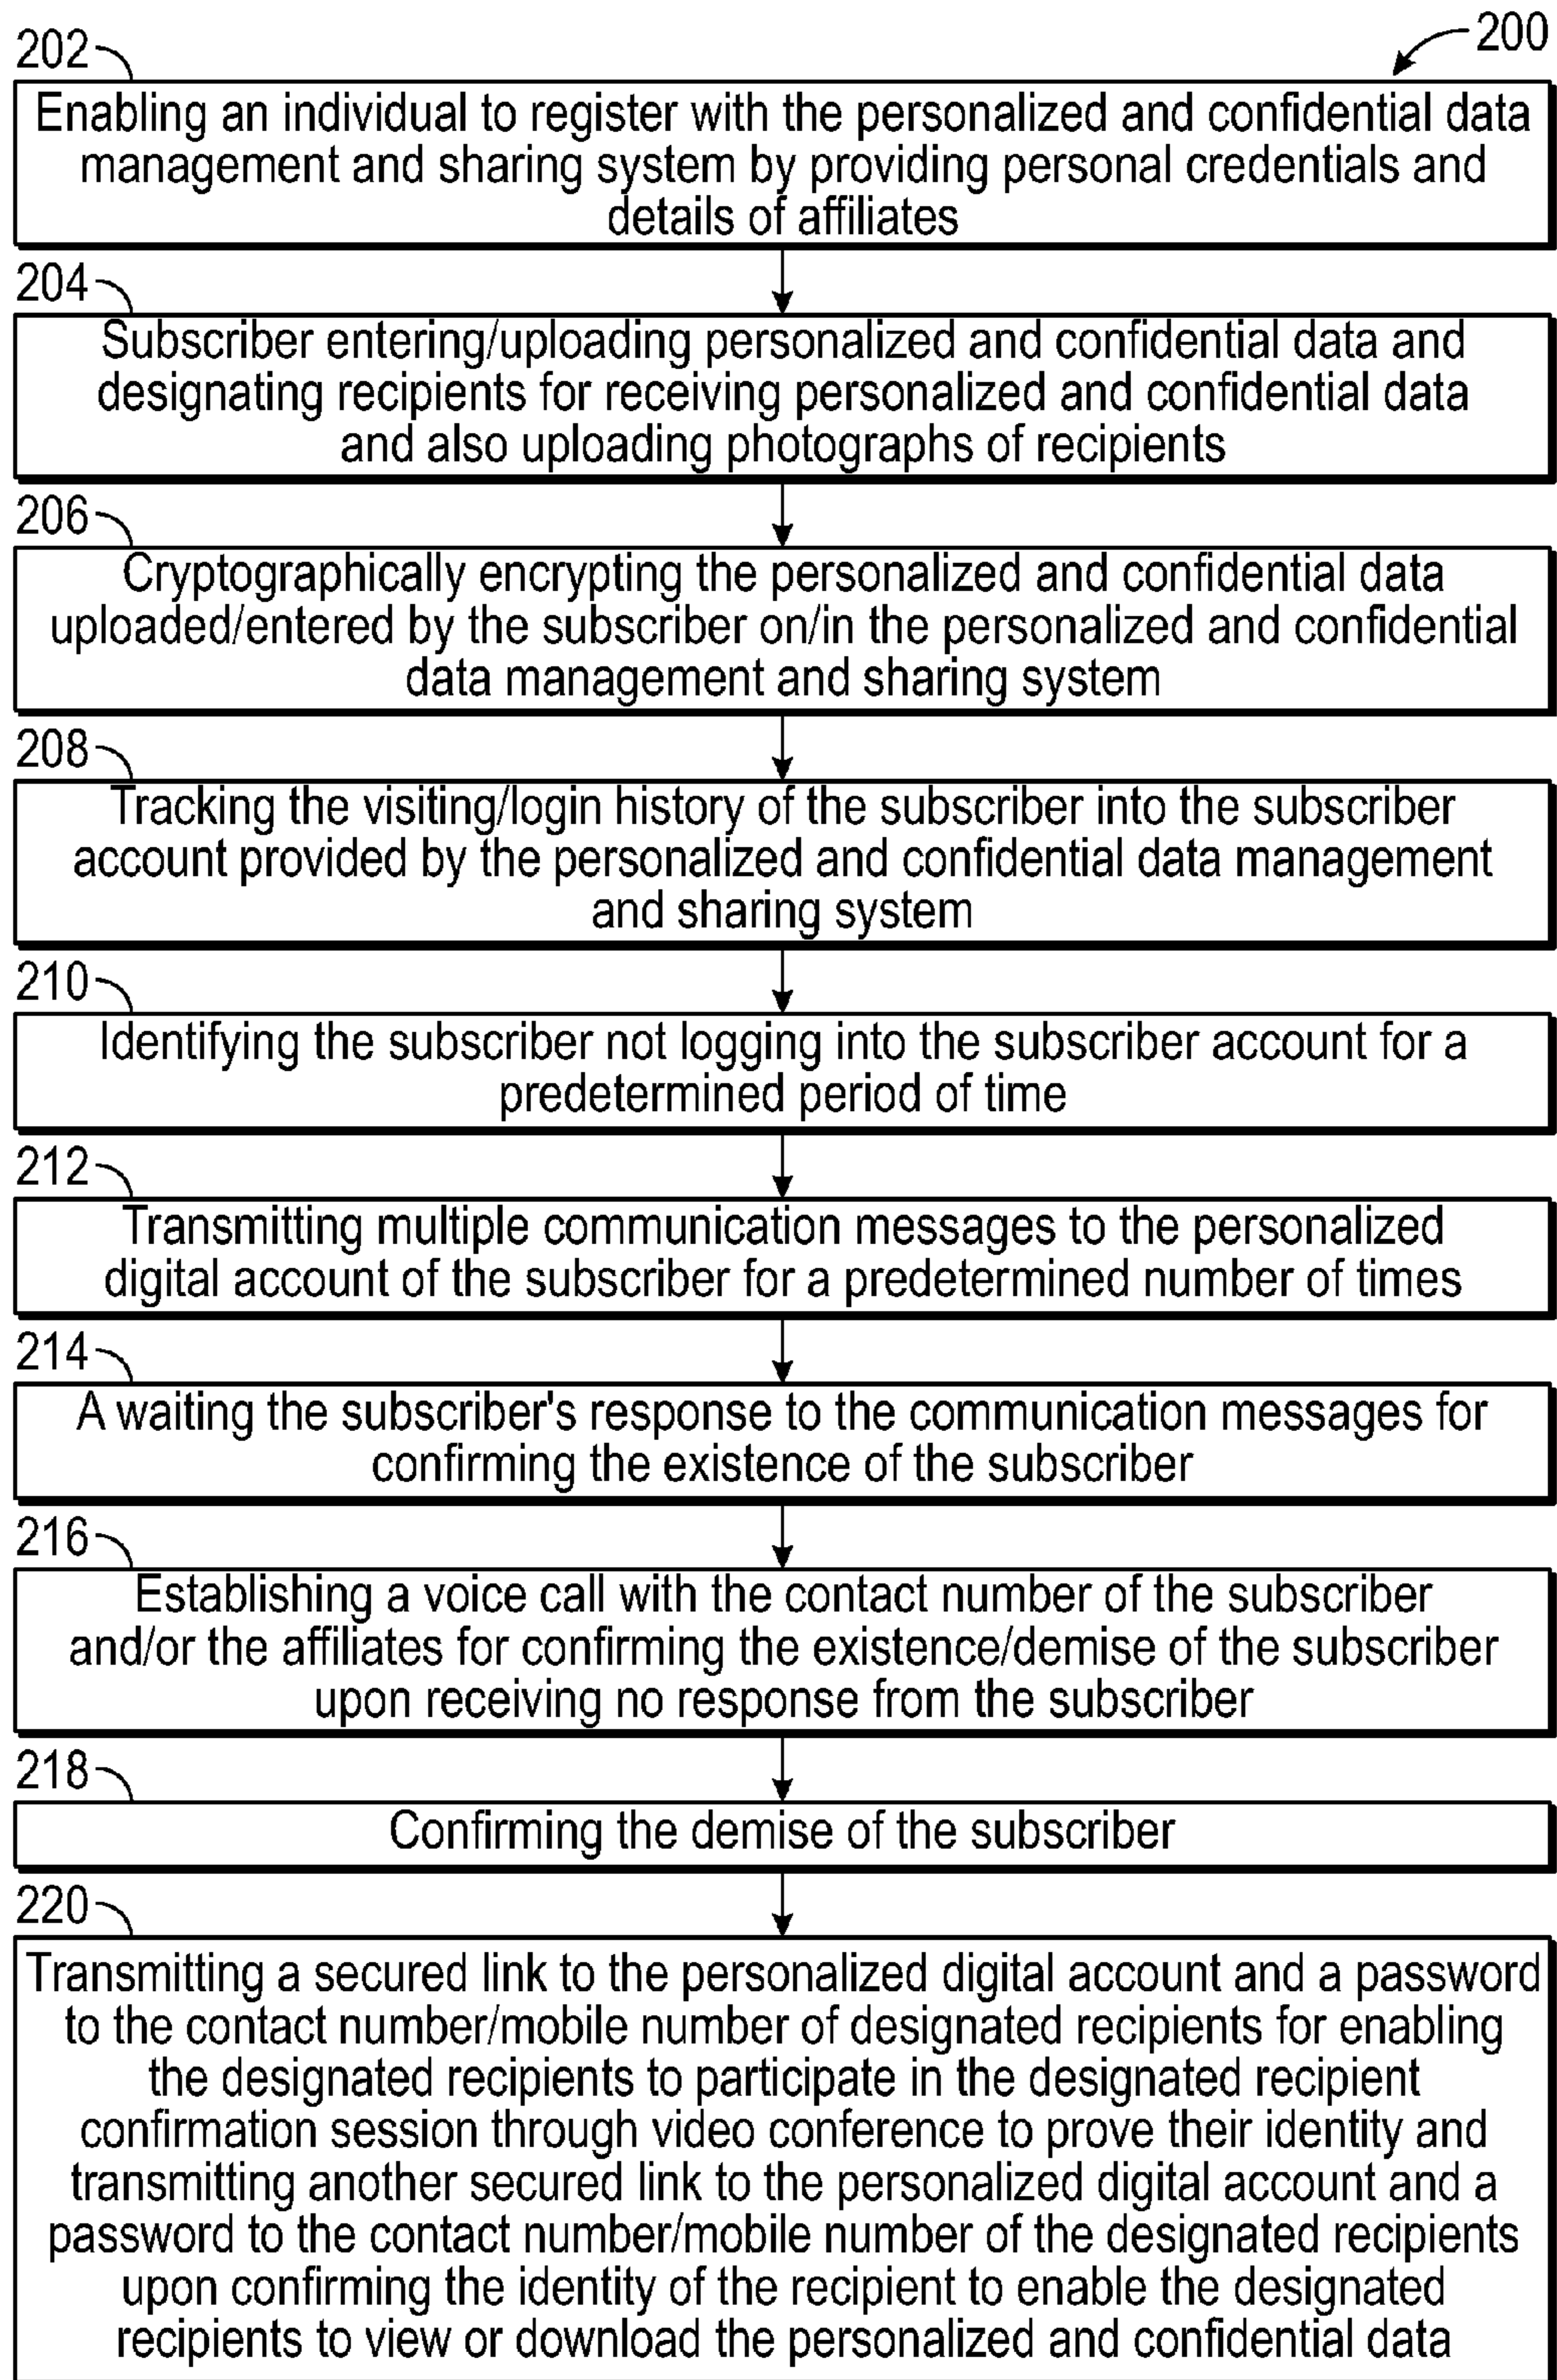 202
200
Enabling an individual to register with the personalized and confidential data
management and sharing system by providing personal credentials and
details of affiliates
204
Subscriber entering/uploading personalized and confidential data and
designating recipients for receiving personalized and confidential data
and also uploading photographs of recipients
206
Cryptographically encrypting the personalized and confidential data
uploaded/entered by the subscriber on/in the personalized and confidential
data management and sharing system
208
Tracking the visiting/login history of the subscriber into the subscriber
account provided by the personalized and confidential data management
and sharing system
210
Identifying the subscriber not logging into the subscriber account for a
predetermined period of time
212
Transmitting multiple communication messages to the personalized
digital account of the subscriber for a predetermined number of times
214
A waiting the subscriber's response to the communication messages for
confirming the existence of the subscriber
216
Establishing a voice call with the contact number of the subscriber
and/or the affiliates for confirming the existence/demise of the subscriber
upon receiving no response from the subscriber
218
Confirming the demise of the subscriber
220
Transmitting a secured link to the personalized digital account and a password
to the contact number/mobile number of designated recipients for enabling
the designated recipients to participate in the designated recipient
confirmation session through video conference to prove their identity and
transmitting another secured link to the personalized digital account and a
password to the contact number/mobile number of the designated recipients
upon confirming the identity of the recipient to enable the designated
recipients to view or download the personalized and confidential data